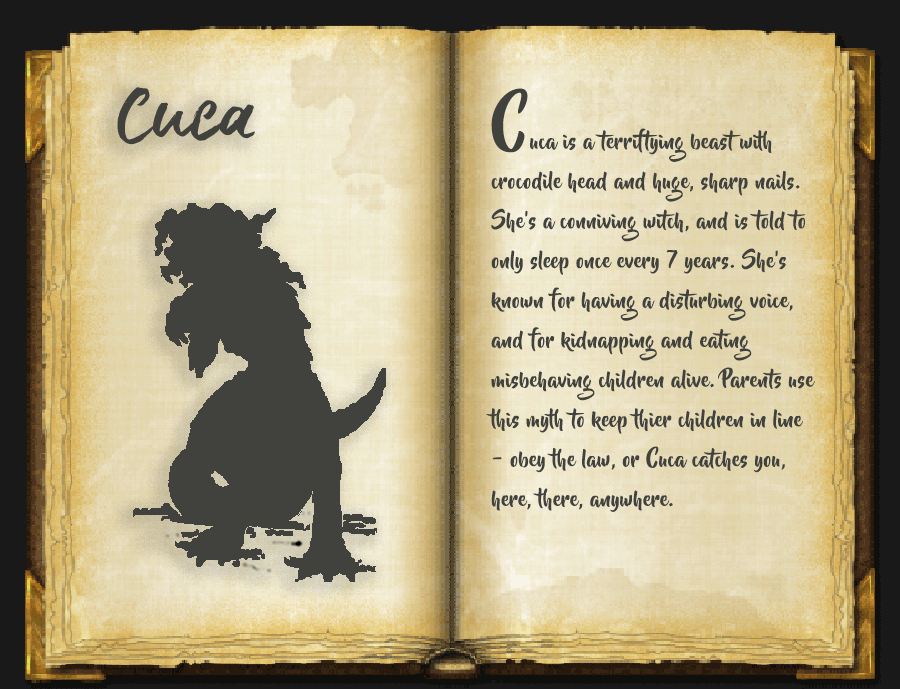 Cuca
Cuca is a terriftying beast with
crocodile head and huge, sharp nails.
She's a conniving witch, and is told to
only sleep once every 7 years. She's
known for having a disturbing voice,
and for kidnapping and eating
misbehaving children alive. Parents use
this myth to keep thier children in line
- obey the law, or Cuca catches you,
here, there, anywhere.